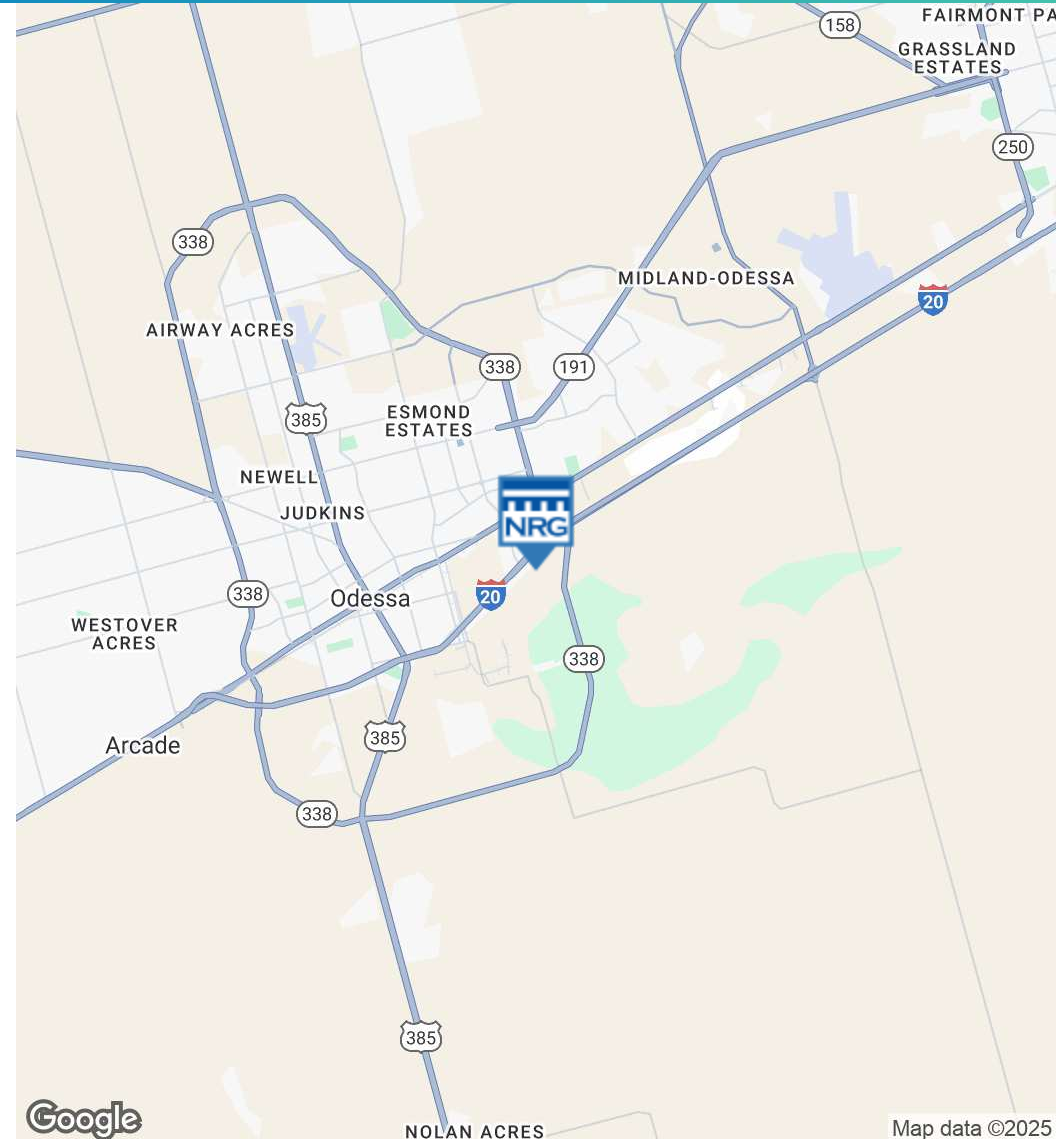 FAIRMONT PA
158
GRASSLAND
ESTATES
250
338
MIDLAND-ODESSA
20
AIRWAY ACRES
338
191
385
ESMOND
ESTATES
NEWELL
JUDKINS
NRG
338
Odessa
20
WESTOVER
ACRES
338
385
Arcade
338
385
Google
NOLAN ACRES
Map data ©2025